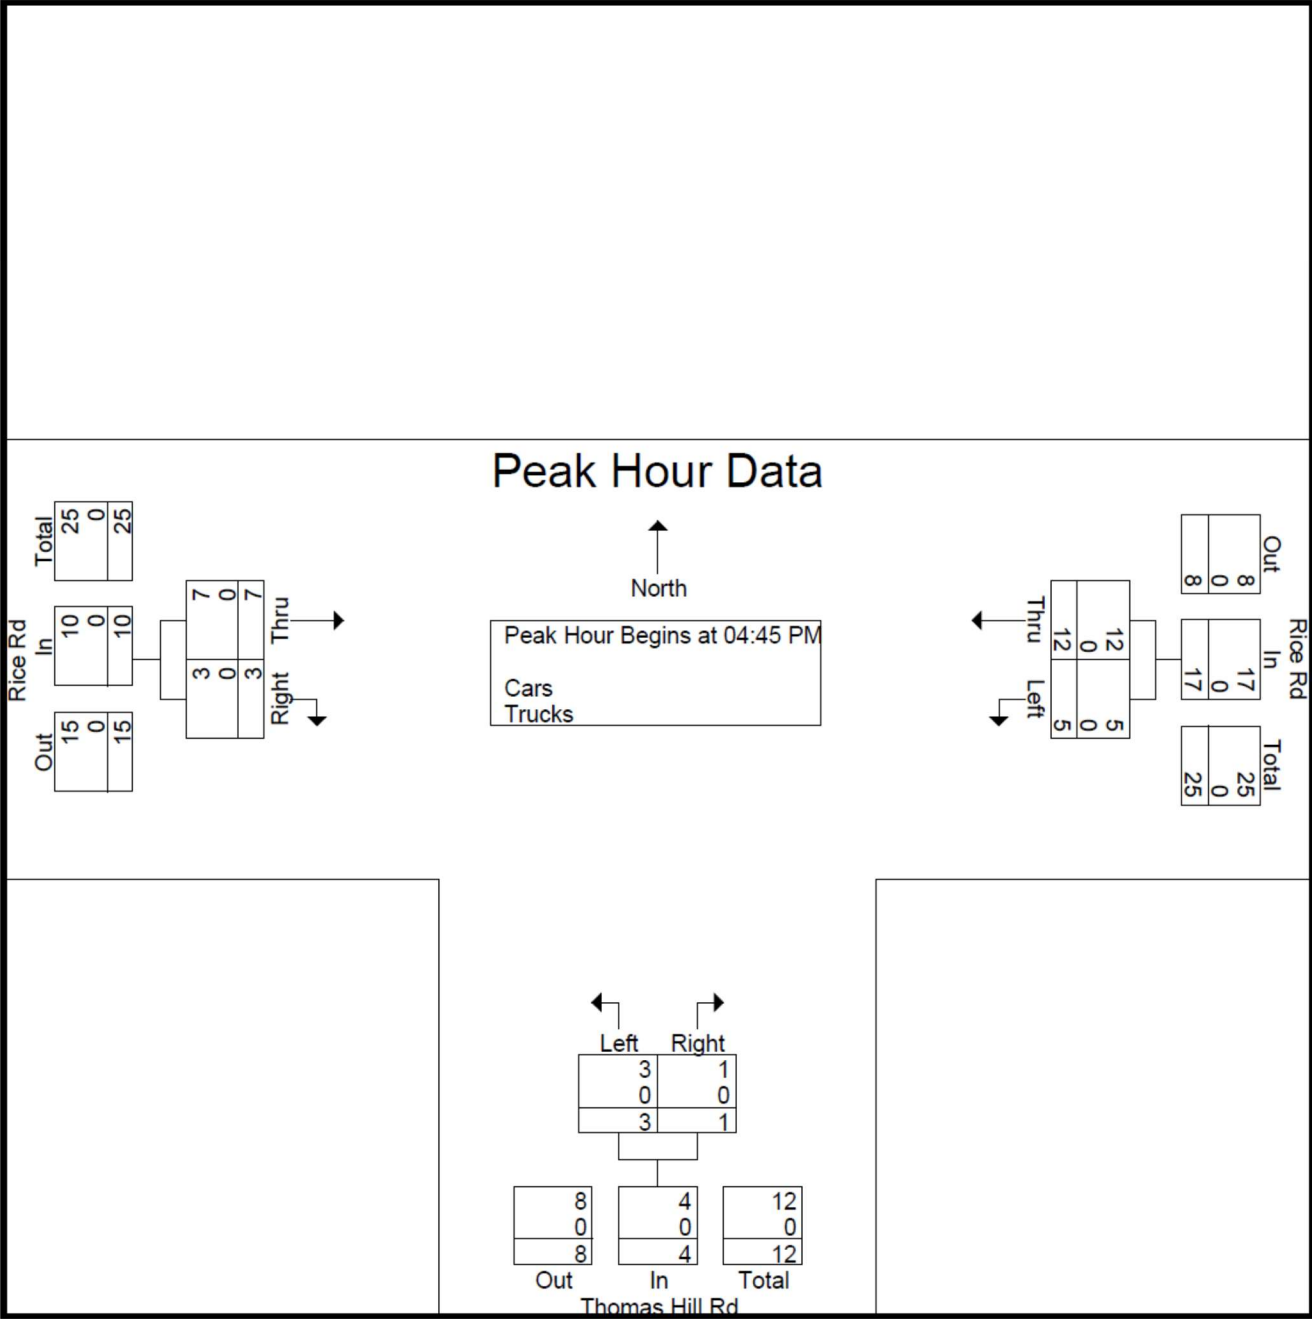 Peak Hour Data
North
Peak Hour Begins at 04:45 PM
Cars
Trucks
Rice Rd
Total
25
0
25
In
10
0
10
Out
15
0
15
7
0
7
Thru
3
0
3
Right
Thru
12
0
12
Left
5
0
5
Out
8
0
8
In
17
0
17
Total
25
0
25
Rice Rd
Left Right
3 1
0 0
3 1
8 4 12
0 0 0
8 4 12
Out In Total
Thomas Hill Rd